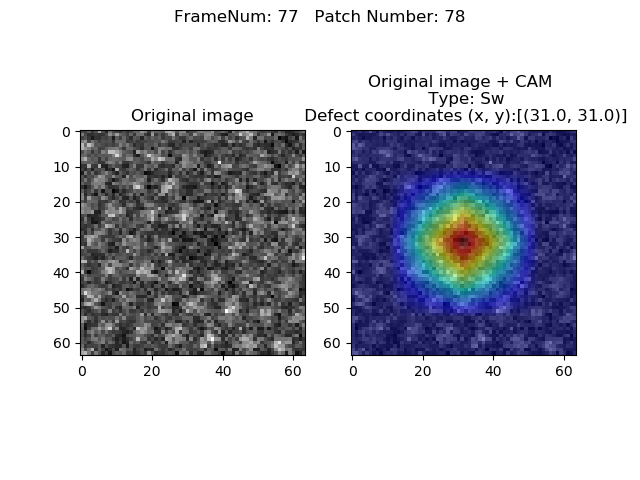 FrameNum: 77   Patch Number: 78
Original image
Original image + CAM
Type: Sw
Defect coordinates (x, y):[(31.0, 31.0)]
0
10
20
30
40
50
60
0 20 40 60
0
10
20
30
40
50
60
0 20 40 60